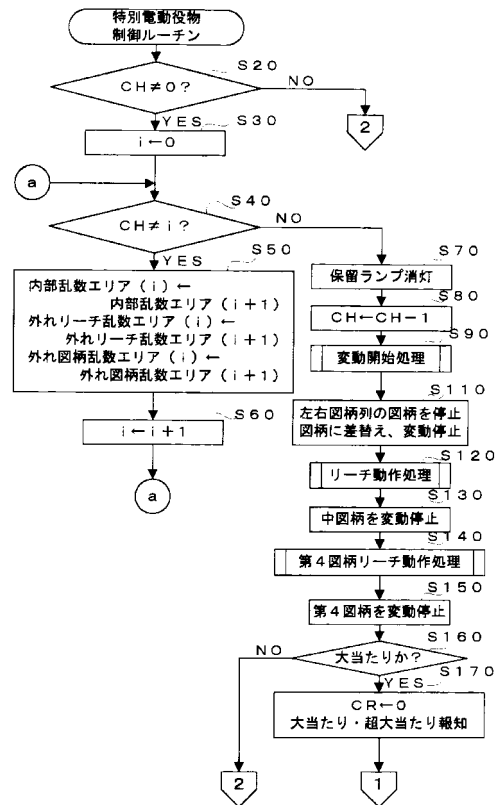 特別電動役物
制御ルーチン
S20
CH≠0?
NO
2
YES
S30
i←0
a
S40
CH≠i?
NO
YES
S50
内部乱数エリア(i)←
内部乱数エリア(i+1)
外れリーチ乱数エリア(i)←
外れリーチ乱数エリア(i+1)
外れ図柄乱数エリア(i)←
外れ図柄乱数エリア(i+1)
S60
i←i+1
a
S70
保留ランプ消灯
S80
CH←CH-1
S90
変動開始処理
S110
左右図柄列の図柄を停止
図柄に差替え、変動停止
S120
リーチ動作処理
S130
中図柄を変動停止
S140
第4図柄リーチ動作処理
S150
第4図柄を変動停止
S160
大当たりか?
NO
YES
S170
CR←0
大当たり・超大当たり報知
2
1